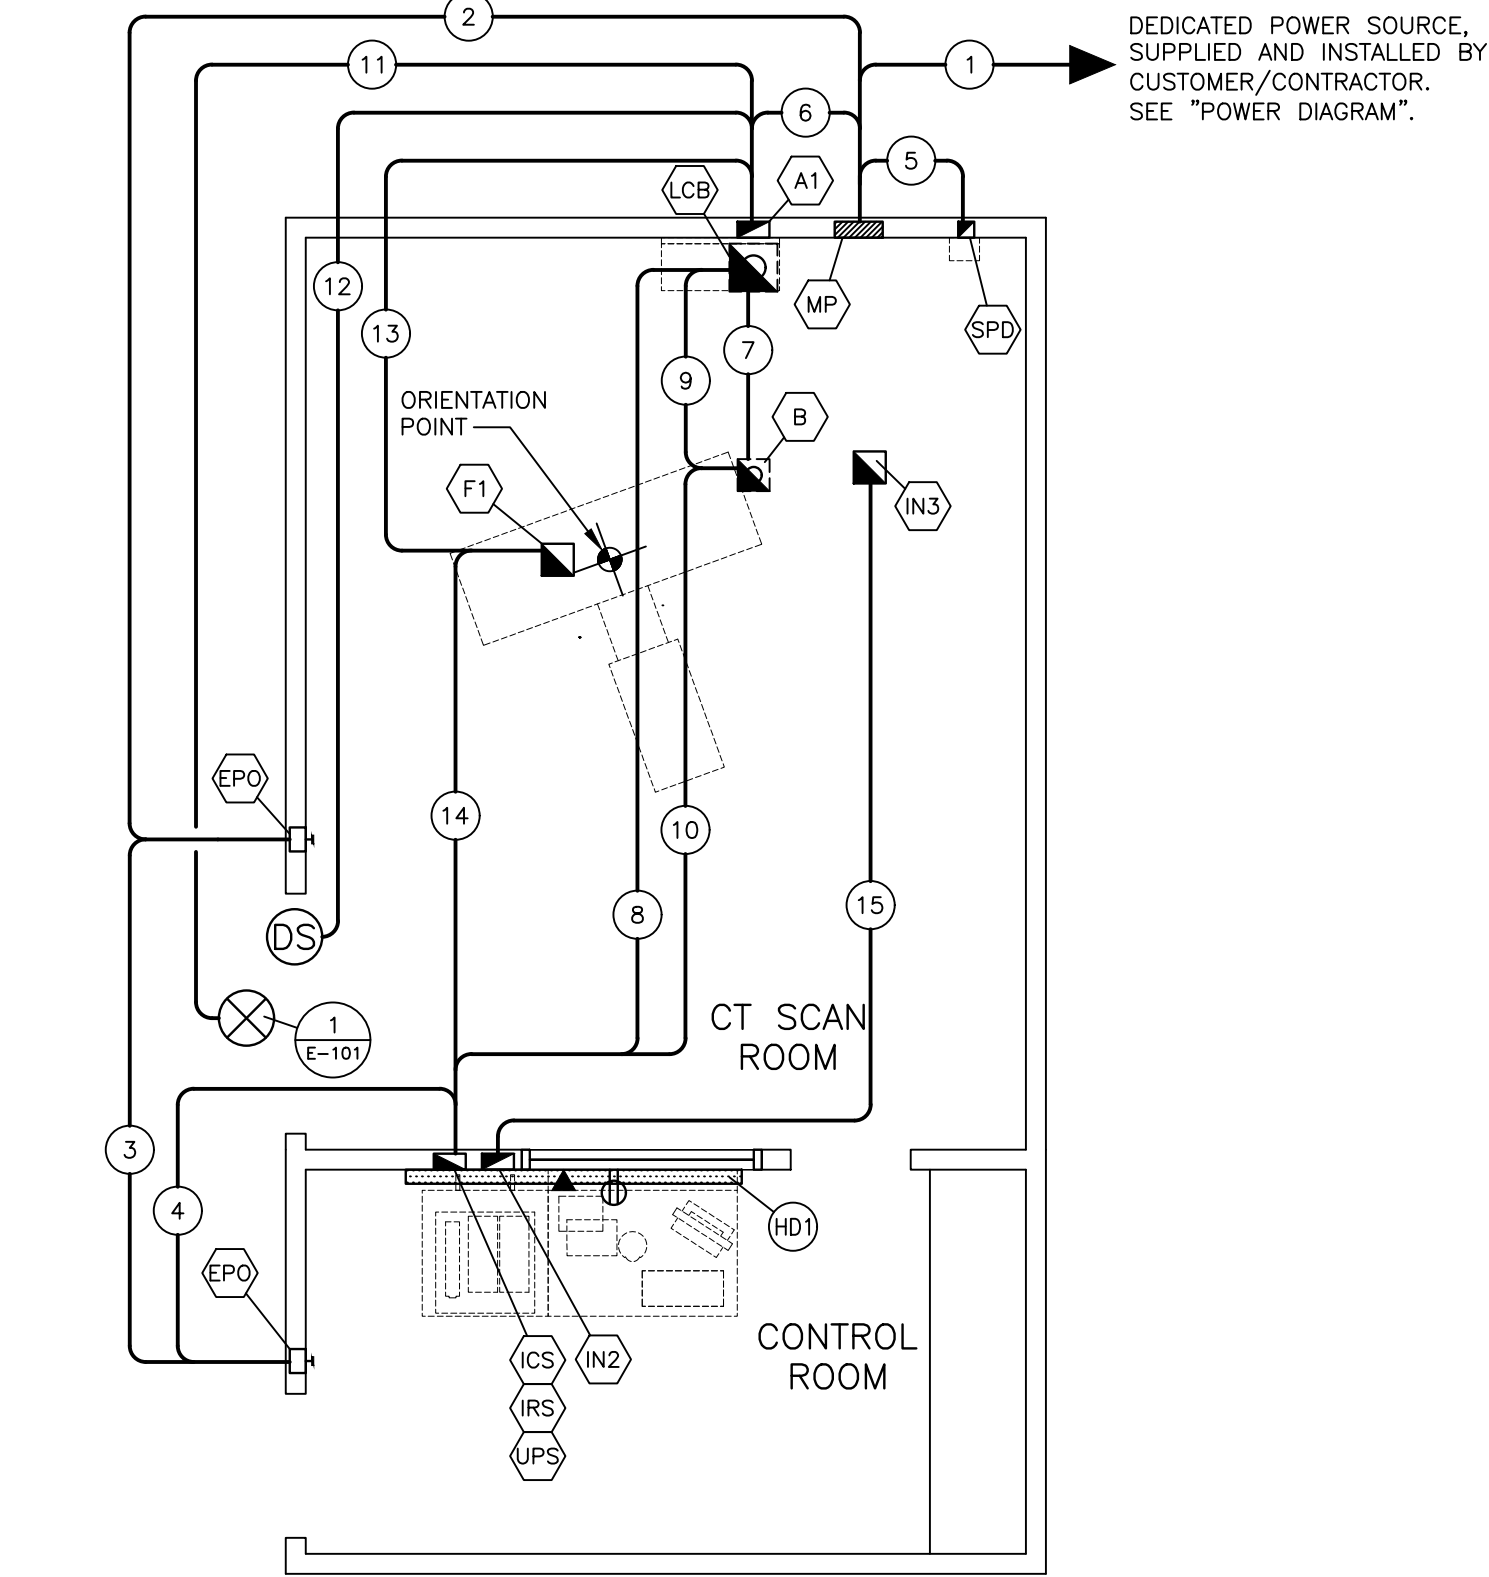 2
DEDICATED POWER SOURCE,
SUPPLIED AND INSTALLED BY
CUSTOMER/CONTRACTOR.
SEE "POWER DIAGRAM".
11
1
6
5
LCB
A1
12
MP
SPD
13
7
9
ORIENTATION
POINT
B
F1
IN3
EPO
14
10
8
15
DS
CT SCAN
ROOM
1
E-101
3
4
HD1
EPO
CONTROL
ROOM
ICS
IN2
IRS
UPS